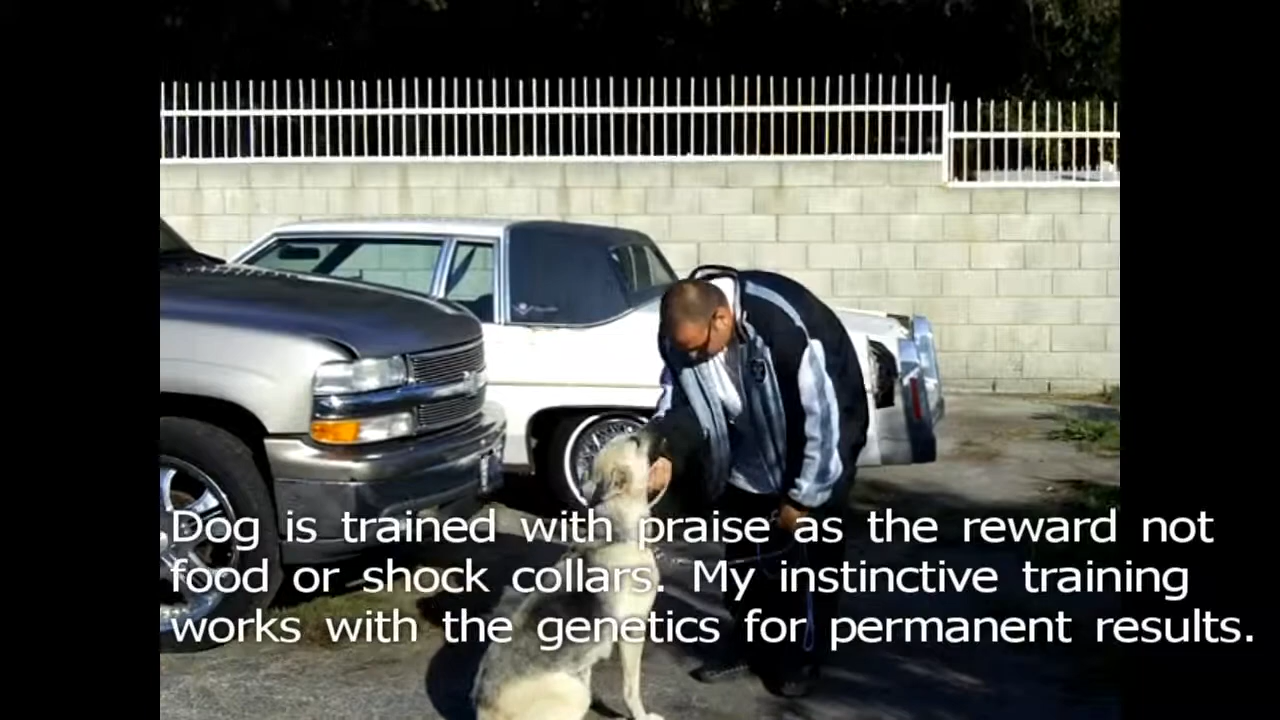 Dog is trained with praise as the reward not
food or shock collars. My instinctive training
works with the genetics for permanent results.